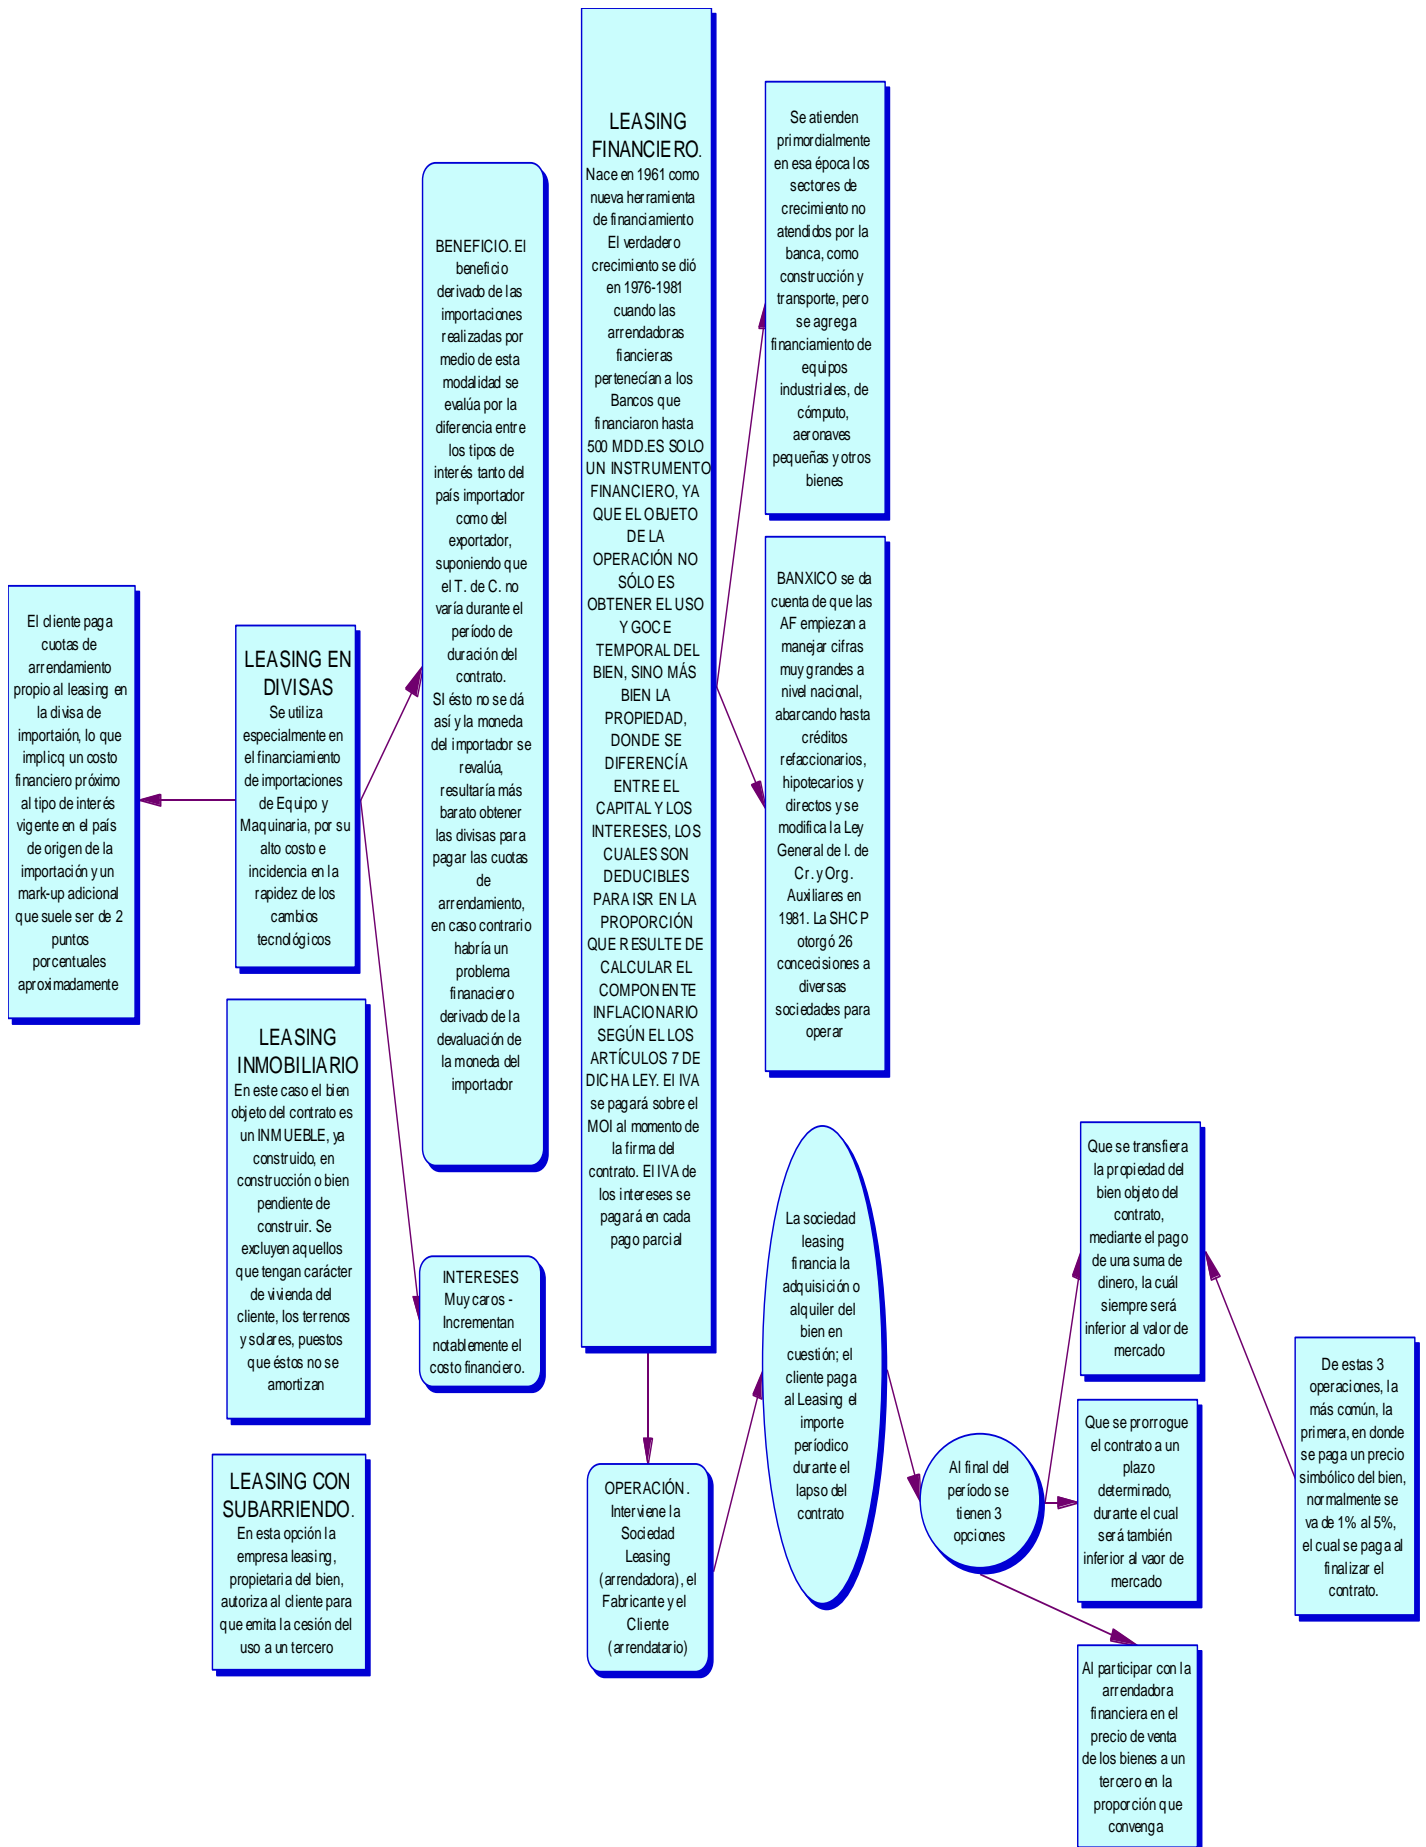 El cliente paga
cuotas de
arrendamiento
propio al leasing en
la divisa de
importaión, lo que
implicq un costo
financiero próximo
al tipo de interés
vigente en el país
de origen de la
importación y un
mark-up adicional
que suele ser de 2
puntos
porcentuales
aproximadamente
LEASING EN
DIVISAS
Se utiliza
especialmente en
el financiamiento
de importaciones
de Equipo y
Maquinaria, por su
alto costo e
incidencia en la
rapidez de los
cambios
tecnológicos
LEASING
INMOBILIARIO
En este caso el bien
objeto del contrato es
un INMUEBLE, ya
construido, en
construcción o bien
pendiente de
construir. Se
excluyen aquellos
que tengan carácter
de vivienda del
cliente, los terrenos
y solares, puestos
que éstos no se
amortizan
LEASING CON
SUBARRIENDO.
En esta opción la
empresa leasing,
propietaria del bien,
autoriza al cliente para
que emita la cesión del
uso a un tercero
BENEFICIO. El
beneficio
derivado de las
importaciones
realizadas por
medio de esta
modalidad se
evalúa por la
diferencia entre
los tipos de
interés tanto del
país importador
como del
exportador,
suponiendo que
el T. de C. no
varía durante el
período de
duración del
contrato.
SI ésto no se dá
así y la moneda
del importador se
revalúa,
resultaría más
barato obtener
las divisas para
pagar las cuotas
de
arrendamiento,
en caso contrario
habría un
problema
finanaciero
derivado de la
devaluación de
la moneda del
importador
INTERESES
Muy caros -
Incrementan
notablemente el
costo financiero.
LEASING
FINANCIERO.
Nace en 1961 como
nueva herramienta
de financiamiento
El verdadero
crecimiento se dió
en 1976-1981
cuando las
arrendadoras
fiancieras
pertenecían a los
Bancos que
financiaron hasta
500 MDD.ES SOLO
UN INSTRUMENTO
FINANCIERO, YA
QUE EL OBJETO
DE LA
OPERACIÓN NO
SÓLO ES
OBTENER EL USO
Y GOCE
TEMPORAL DEL
BIEN, SINO MÁS
BIEN LA
PROPIEDAD,
DONDE SE
DIFERENCÍA
ENTRE EL
CAPITAL Y LOS
INTERESES, LOS
CUALES SON
DEDUCIBLES
PARA ISR EN LA
PROPORCIÓN
QUE RESULTE DE
CALCULAR EL
COMPONENTE
INFLACIONARIO
SEGÚN EL LOS
ARTÍCULOS 7 DE
DICHA LEY. El IVA
se pagará sobre el
MOI al momento de
la firma del
contrato. El IVA de
los intereses se
pagará en cada
pago parcial
OPERACIÓN.
Interviene la
Sociedad
Leasing
(arrendadora), el
Fabricante y el
Cliente
(arrendatario)
Se atienden
primordialmente
en esa época los
sectores de
crecimiento no
atendidos por la
banca, como
construcción y
transporte, pero
se agrega
financiamiento de
equipos
industriales, de
cómputo,
aeronaves
pequeñas y otros
bienes
BANXICO se da
cuenta de que las
AF empiezan a
manejar cifras
muy grandes a
nivel nacional,
abarcando hasta
créditos
refaccionarios,
hipotecarios y
directos y se
modifica la Ley
General de I. de
Cr. y Org.
Auxiliares en
1981. La SHCP
otorgó 26
concecisiones a
diversas
sociedades para
operar
La sociedad
leasing
financia la
adquisición o
alquiler del
bien en
cuestión; el
cliente paga
al Leasing el
importe
períodico
durante el
lapso del
contrato
Al final del
período se
tienen 3
opciones
Que se transfiera
la propiedad del
bien objeto del
contrato,
mediante el pago
de una suma de
dinero, la cuál
siempre será
inferior al valor de
mercado
Que se prorrogue
el contrato a un
plazo
determinado,
durante el cual
será también
inferior al vaor de
mercado
Al participar con la
arrendadora
financiera en el
precio de venta
de los bienes a un
tercero en la
proporción que
convenga
De estas 3
operaciones, la
más común, la
primera, en donde
se paga un precio
simbólico del bien,
normalmente se
va de 1% al 5%,
el cual se paga al
finalizar el
contrato.